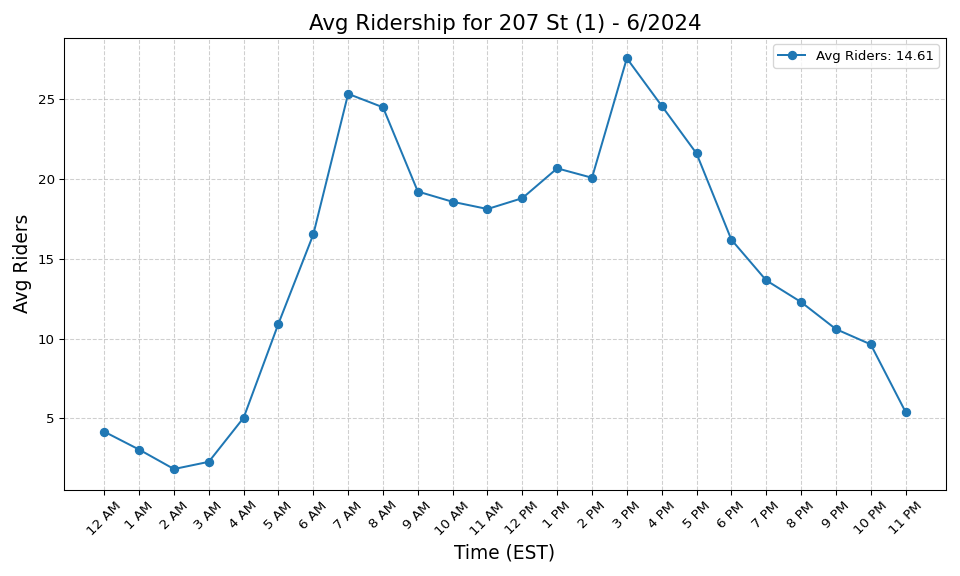 Avg Ridership for 207 St (1) - 6/2024
Avg Riders: 14.61
Avg Riders
25
20
15
10
5
12 AM
1 AM
2 AM
3 AM
4 AM
5 AM
6 AM
7 AM
8 AM
9 AM
10 AM
11 AM
12 PM
1 PM
2 PM
3 PM
4 PM
5 PM
6 PM
7 PM
8 PM
9 PM
10 PM
11 PM
Time (EST)